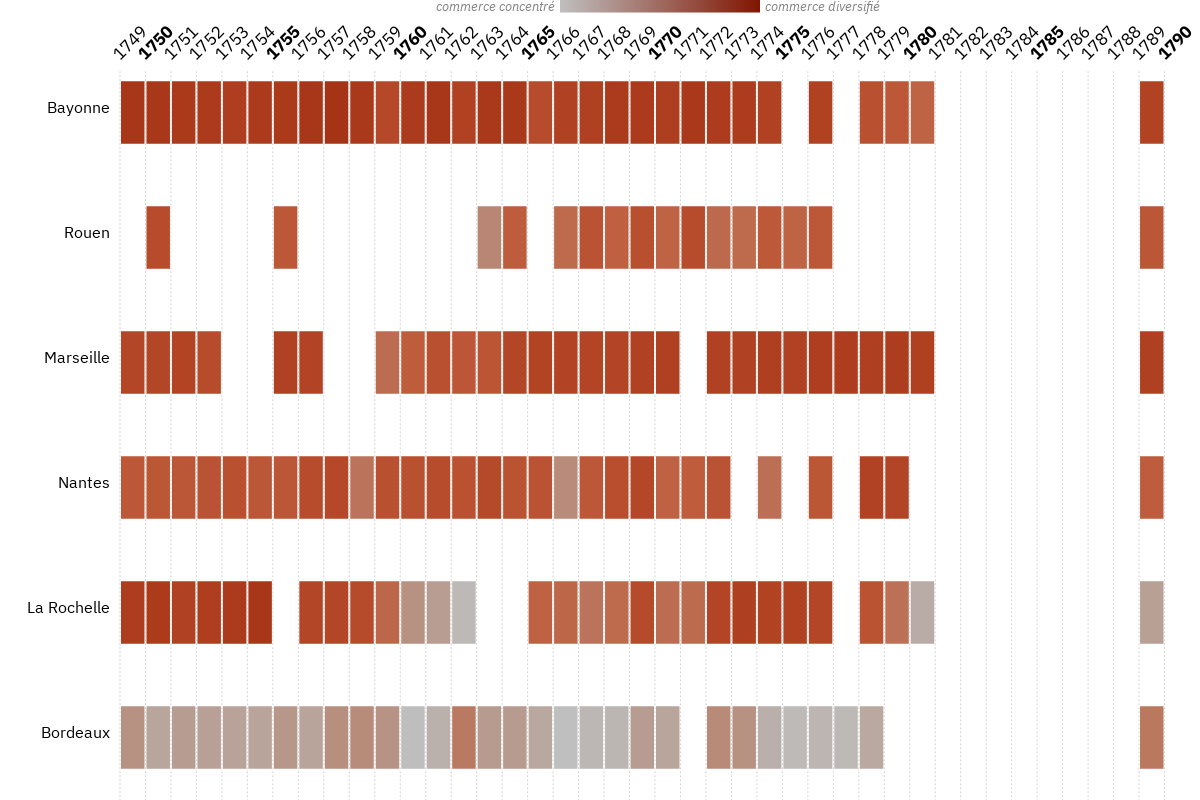 commerce concentré commerce diversifié
1749 1750 1751 1752 1753 1754 1755 1756 1757 1758 1759 1760 1761 1762 1763 1764 1765 1766 1767 1768 1769 1770 1771 1772 1773 1774 1775 1776 1777 1778 1779 1780 1781 1782 1783 1784 1785 1786 1787 1788 1789 1790
Bayonne
Rouen
Marseille
Nantes
La Rochelle
Bordeaux